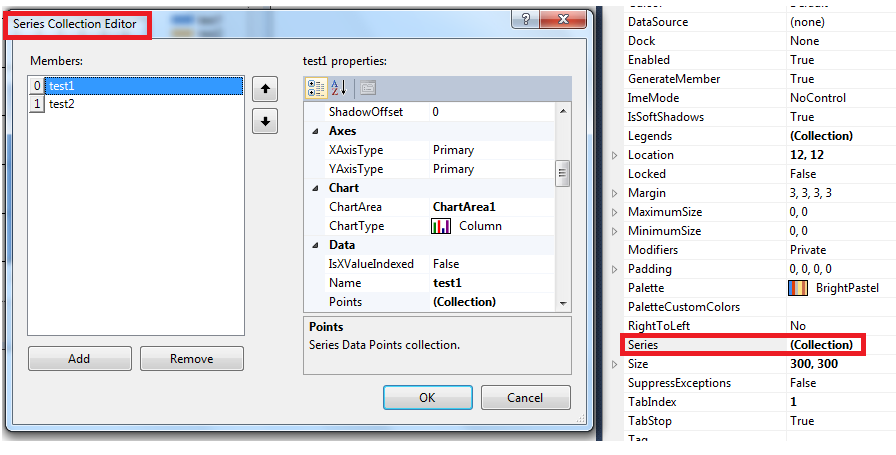 Series Collection Editor
Members:
0 test1
1 test2
Add Remove
test1 properties:
ShadowOffset 0
Axes
XAxisType Primary
YAxisType Primary
Chart
ChartArea ChartArea1
ChartType Column
Data
IsXValueIndexed False
Name test1
Points (Collection)
Points
Series Data Points collection.
OK Cancel
DataSource (none)
Dock None
Enabled True
GenerateMember True
ImeMode NoControl
IsSoftShadows True
Legends (Collection)
Location 12, 12
Locked False
Margin 3, 3, 3, 3
MaximumSize 0, 0
MinimumSize 0, 0
Modifiers Private
Padding 0, 0, 0, 0
Palette BrightPastel
PaletteCustomColors
RightToLeft No
Series (Collection)
Size 300, 300
SuppressExceptions False
TabIndex 1
TabStop True
Tag